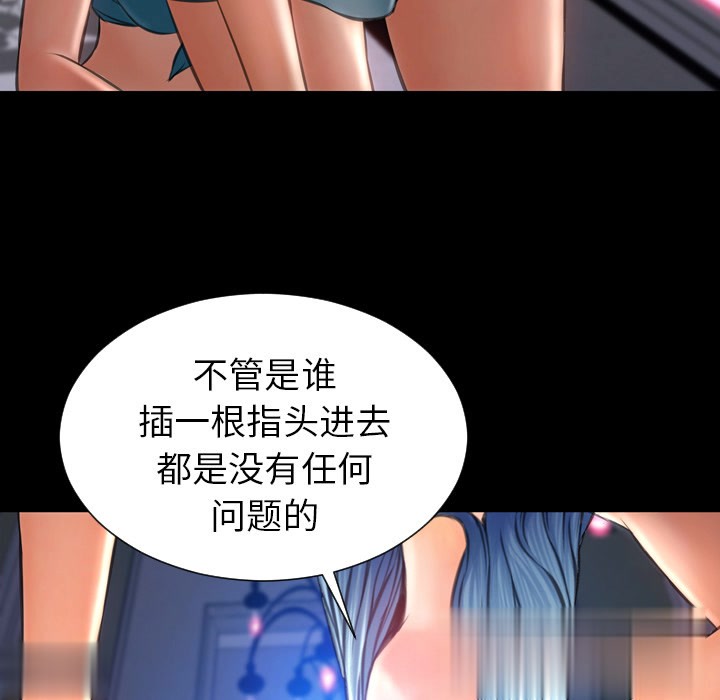 不管是谁
插一根指头进去
都是没有任何
问题的